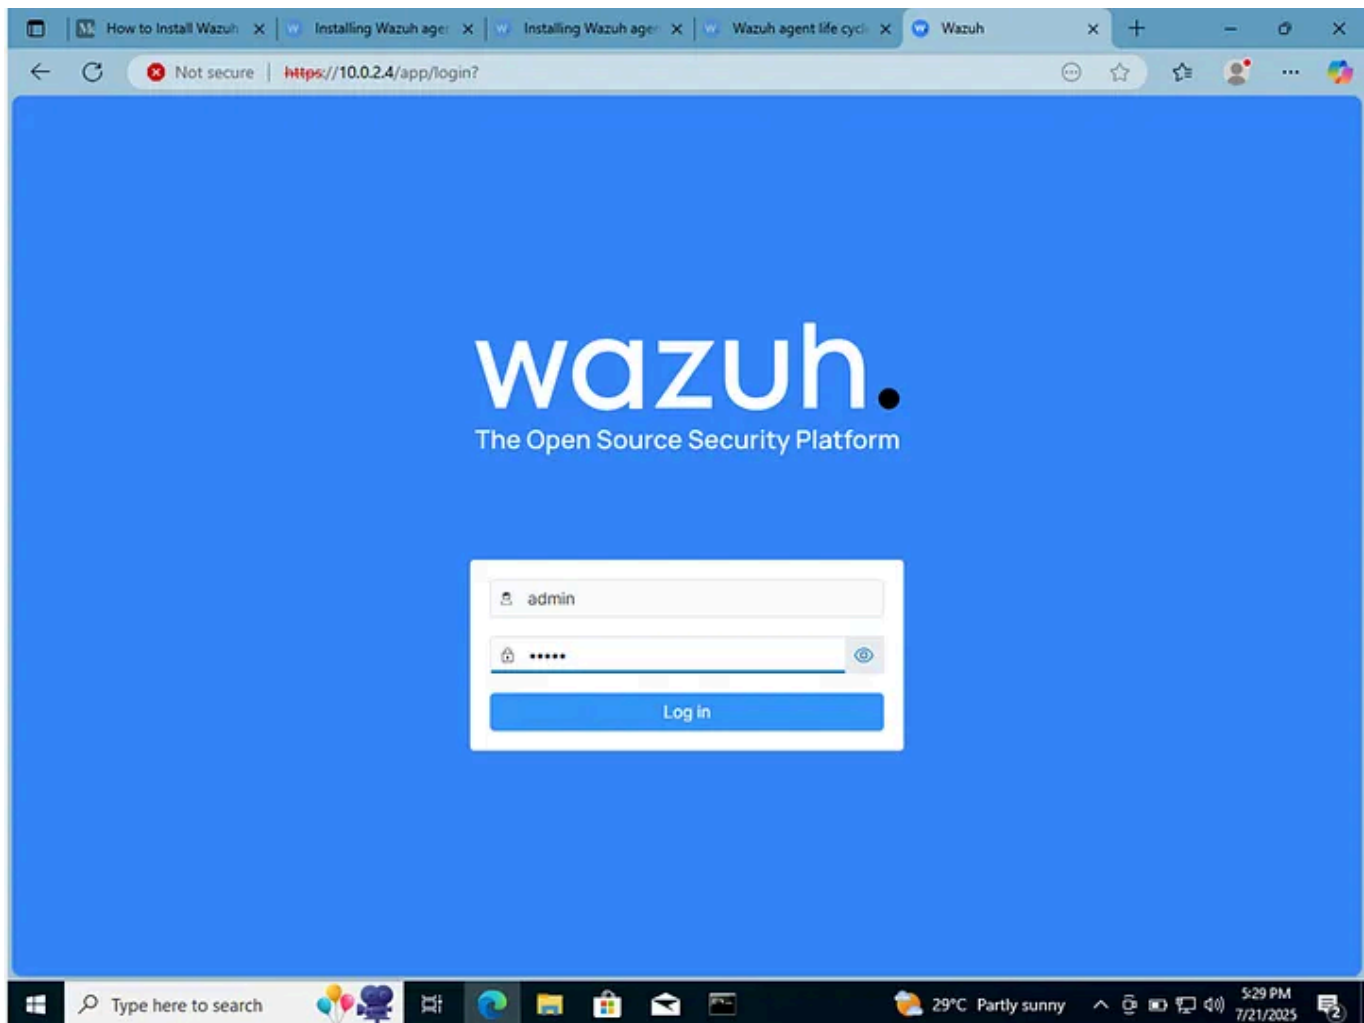 How to Install Wazuh
Installing Wazuh age
Installing Wazuh age
Wazuh agent life cycl
Wazuh
Not secure
https://10.0.2.4/app/login?
wazuh.
The Open Source Security Platform
admin
•••••
Log in
Type here to search
29°C Partly sunny
5:29 PM
7/21/2025
2